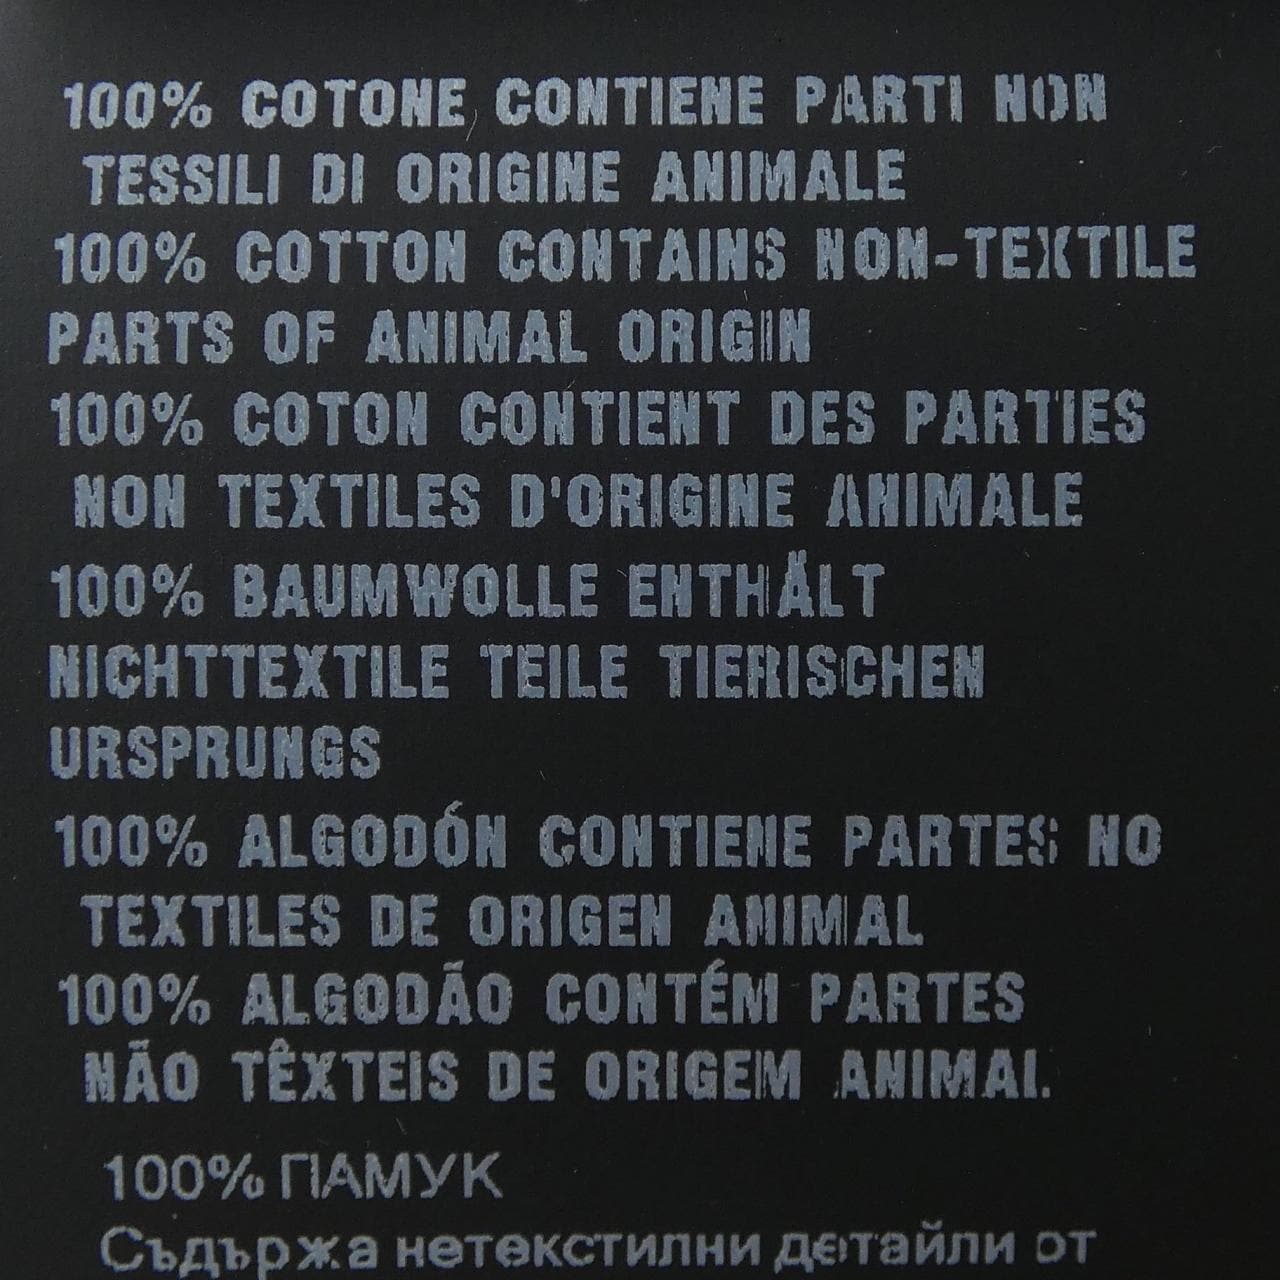 100% COTONE CONTIENE PARTI NON
TESSILI DI ORIGINE ANIMALE
100% COTTON CONTAINS NON-TEXTILE
PARTS OF ANIMAL ORIGIN
100% COTON CONTIENT DES PARTIES
NON TEXTILES D'ORIGINE ANIMALE
100% BAUMWOLLE ENTHÄLT
NICHTTEXTILE TEILE TIERISCHEN
URSPRUNGS
100% ALGODÓN CONTIENE PARTES NO
TEXTILES DE ORIGEN ANIMAL
100% ALGODÃO CONTÉM PARTES
NÃO TÊXTEIS DE ORIGEM ANIMAL
100% ПАМУК
Съдържа нетекстилни детайли от